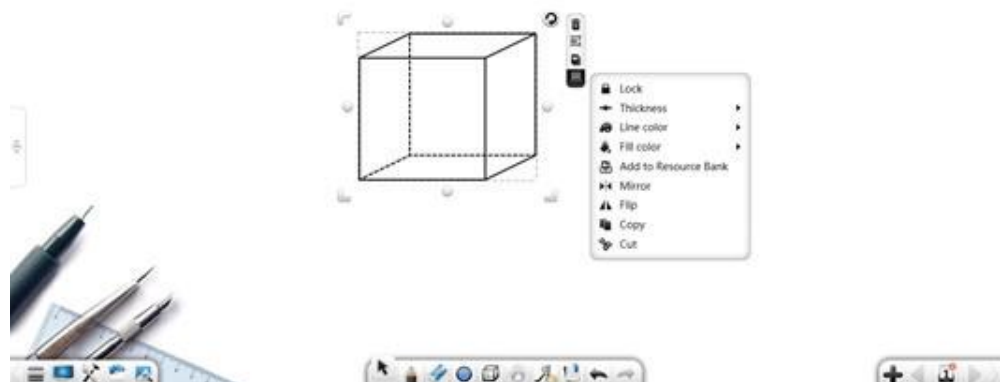 Lock
Thickness
Line color
Fill color
Add to Resource Bank
Mirror
Flip
Copy
Cut